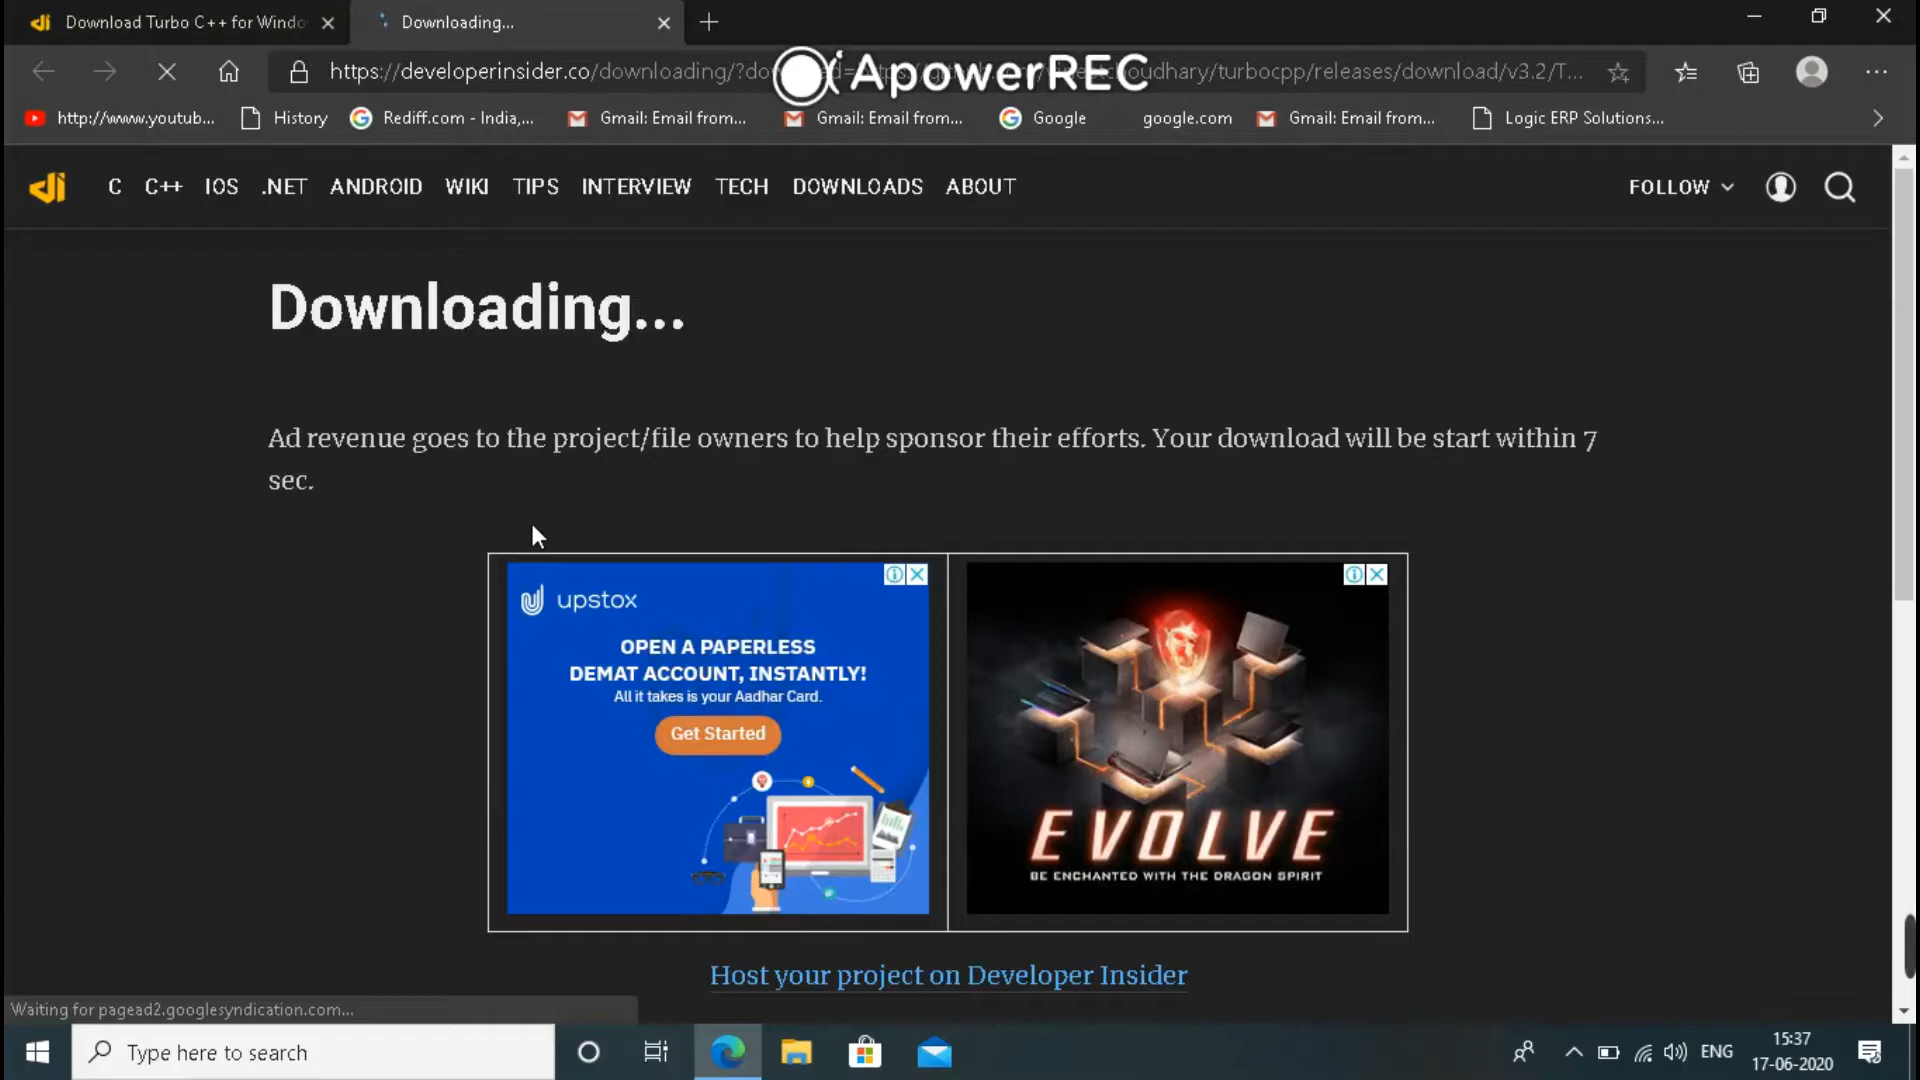 Download Turbo C++ for Windo
Downloading...
https://developerinsider.co/downloading/?do
choudhary/turbocpp/releases/download/v3.2/T...
ApowerREC
http://www.youtub...
History
Rediff.com - India,...
Gmail: Email from...
Gmail: Email from...
Google
google.com
Gmail: Email from...
Logic ERP Solutions...
C C++ IOS .NET ANDROID WIKI TIPS INTERVIEW TECH DOWNLOADS ABOUT
FOLLOW
Downloading...
Ad revenue goes to the project/file owners to help sponsor their efforts. Your download will be start within 7
sec.
upstox
OPEN A PAPERLESS
DEMAT ACCOUNT, INSTANTLY!
All it takes is your Aadhar Card.
Get Started
EVOLVE
BE ENCHANTED WITH THE DRAGON SPIRIT
Host your project on Developer Insider
Waiting for pagead2.googlesyndication.com...
Type here to search
ENG
15:37
17-06-2020